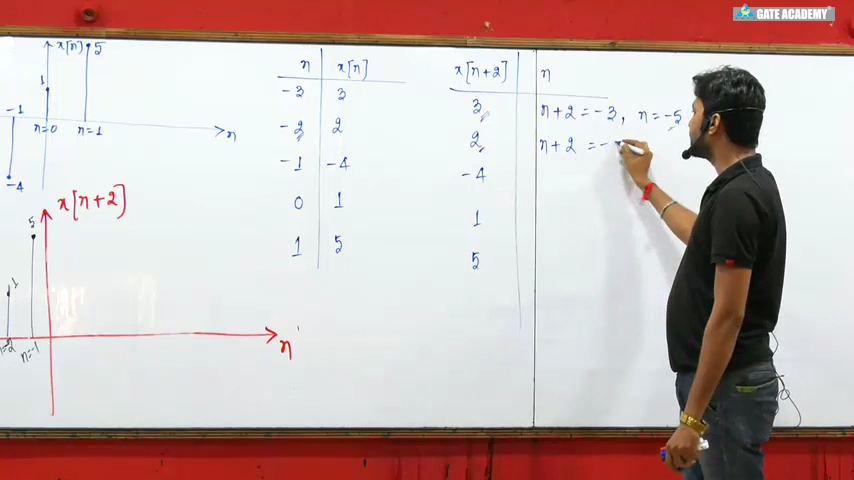 GATE ACADEMY
x[n]
5
1
-1
n=0
n=1
n
-4
x[n+2]
5
1
n=-2
n=-1
n
n x[n]
-3 3
-2 2
-1 -4
0 1
1 5
x[n+2] n
3 n+2=-3, n=-5
2 n+2 = -
-4
1
5